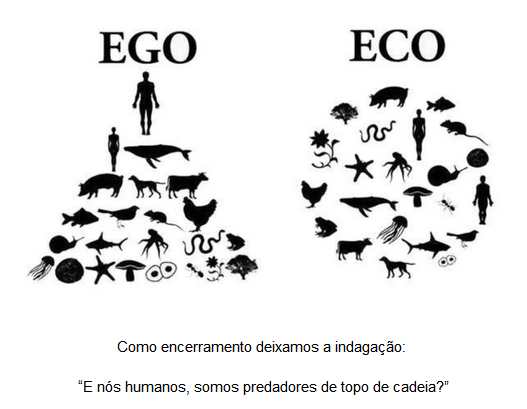 EGO
ECO
Como encerramento deixamos a indagação:
“E nós humanos, somos predadores de topo de cadeia?”